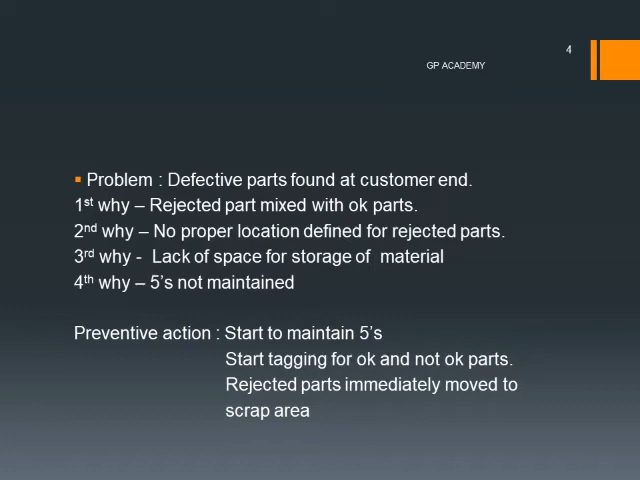 4
GP ACADEMY
▪ Problem : Defective parts found at customer end.
1st why – Rejected part mixed with ok parts.
2nd why – No proper location defined for rejected parts.
3rd why - Lack of space for storage of material
4th why – 5's not maintained
Preventive action : Start to maintain 5's
Start tagging for ok and not ok parts.
Rejected parts immediately moved to
scrap area